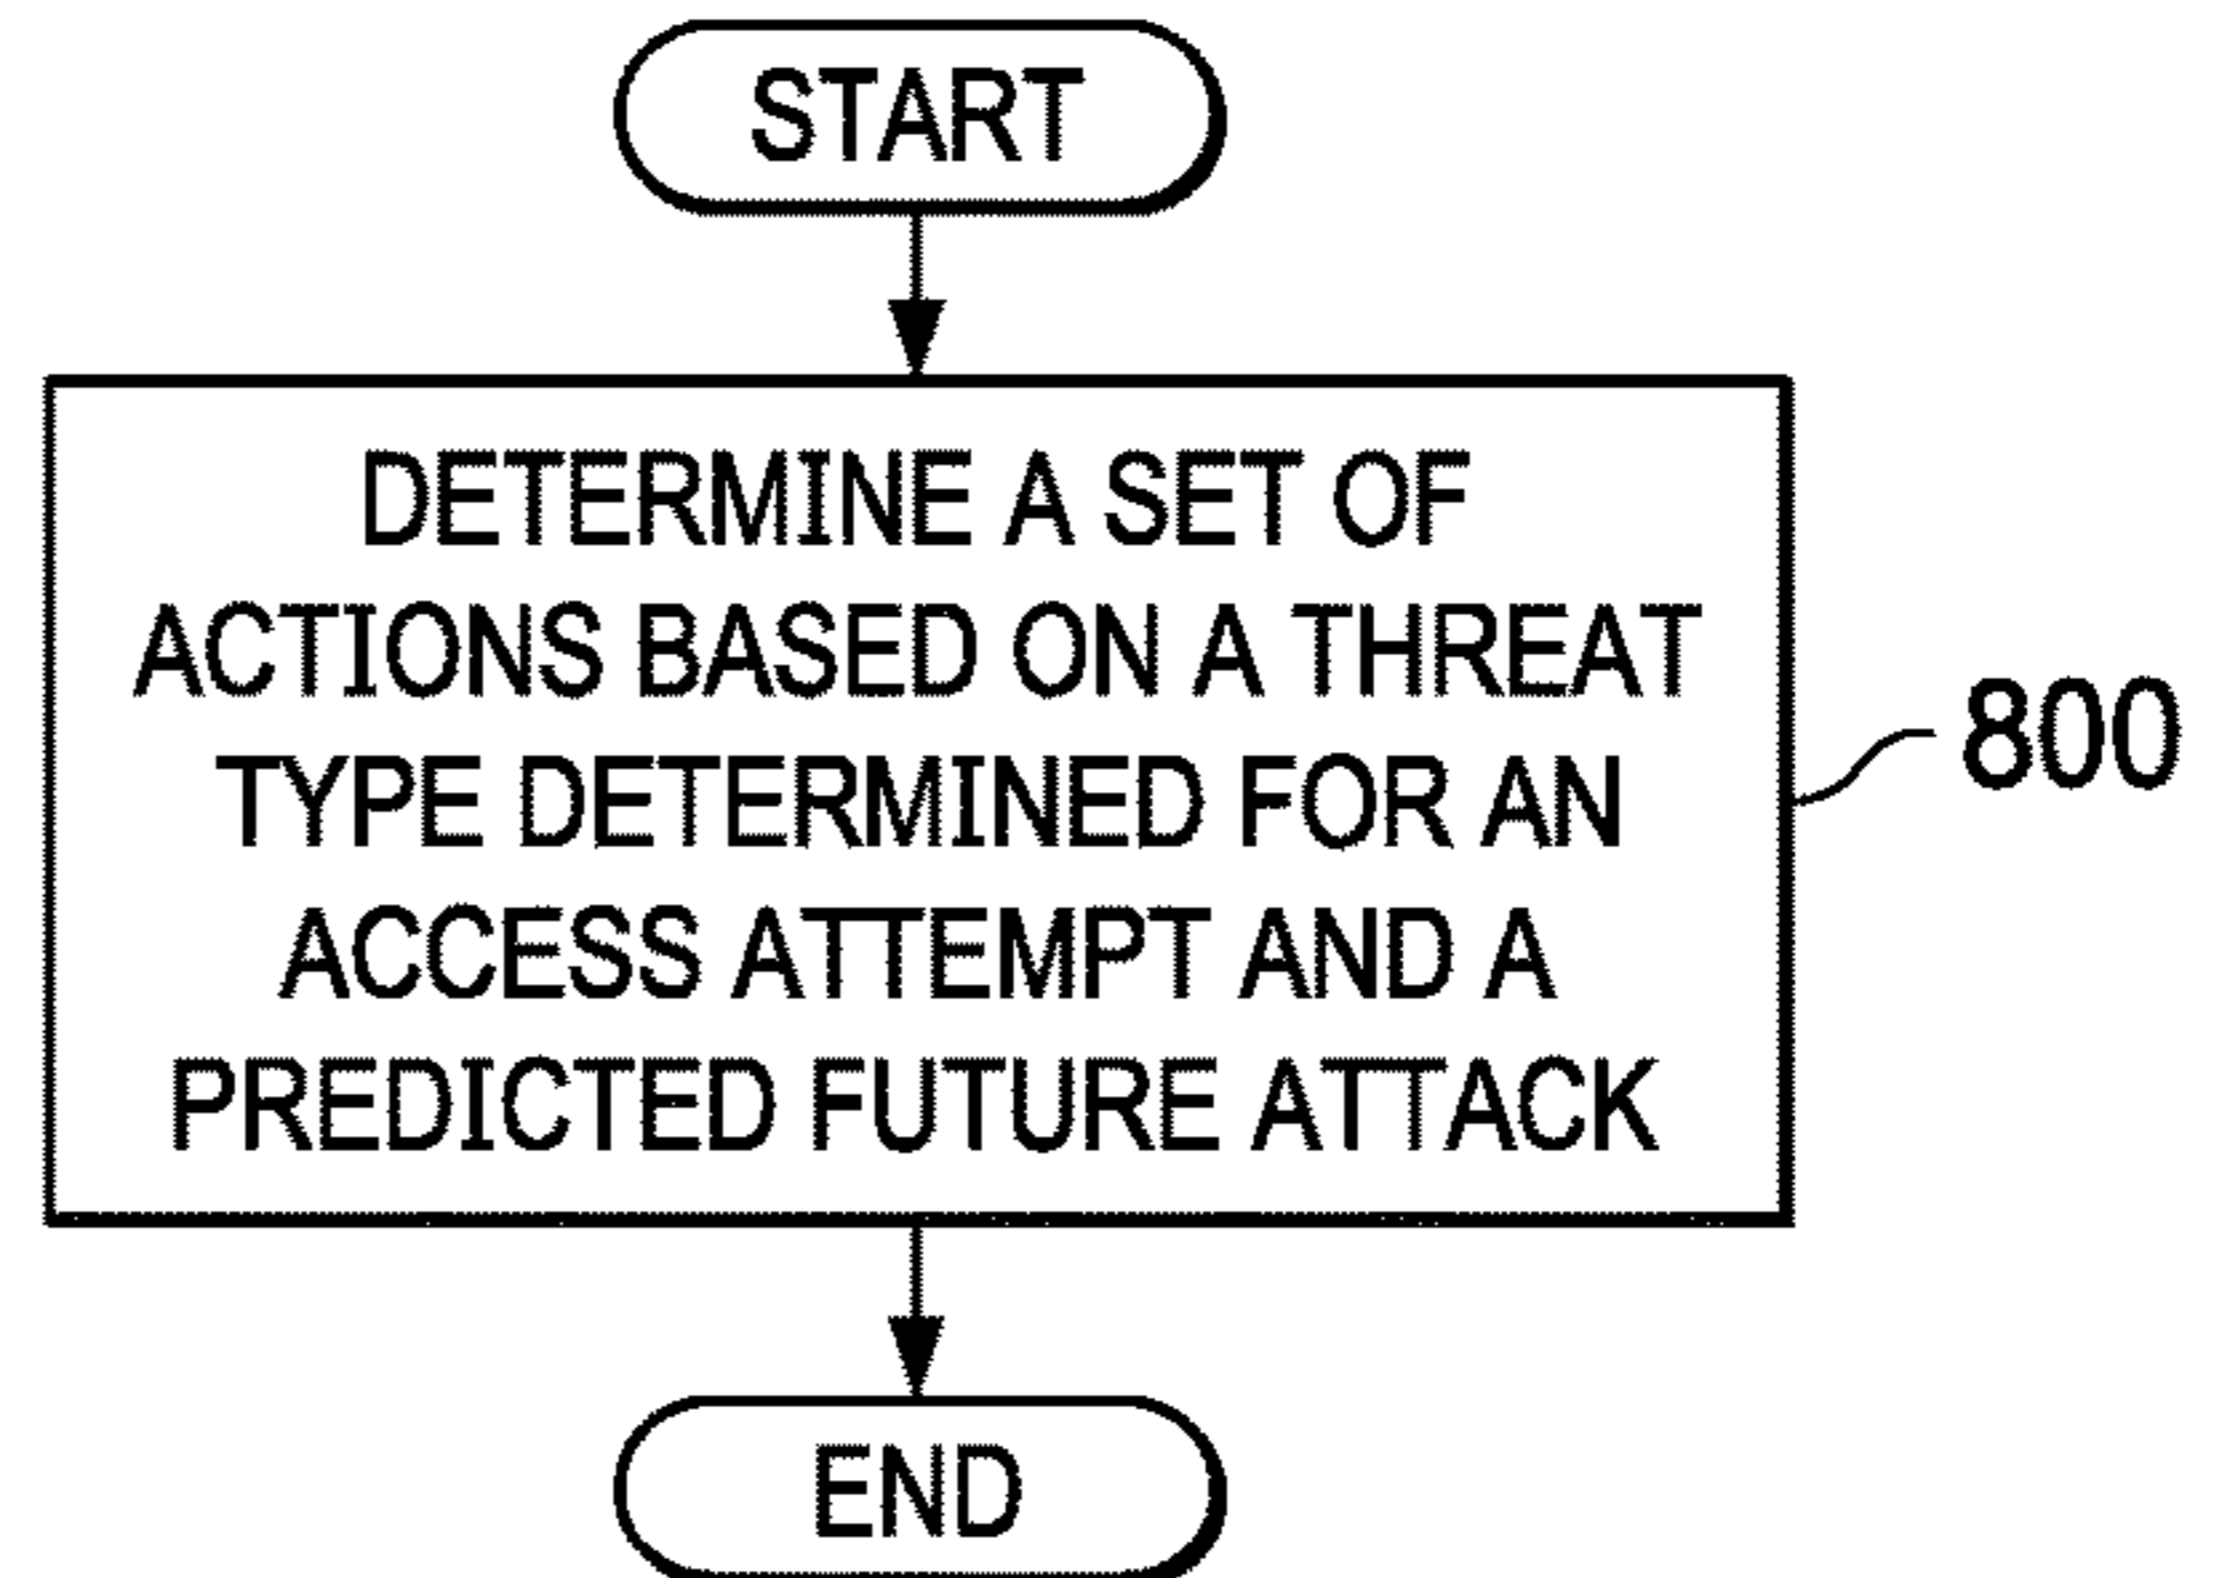 START
DETERMINE A SET OF
ACTIONS BASED ON A THREAT
TYPE DETERMINED FOR AN
ACCESS ATTEMPT AND A
PREDICTED FUTURE ATTACK
800
END